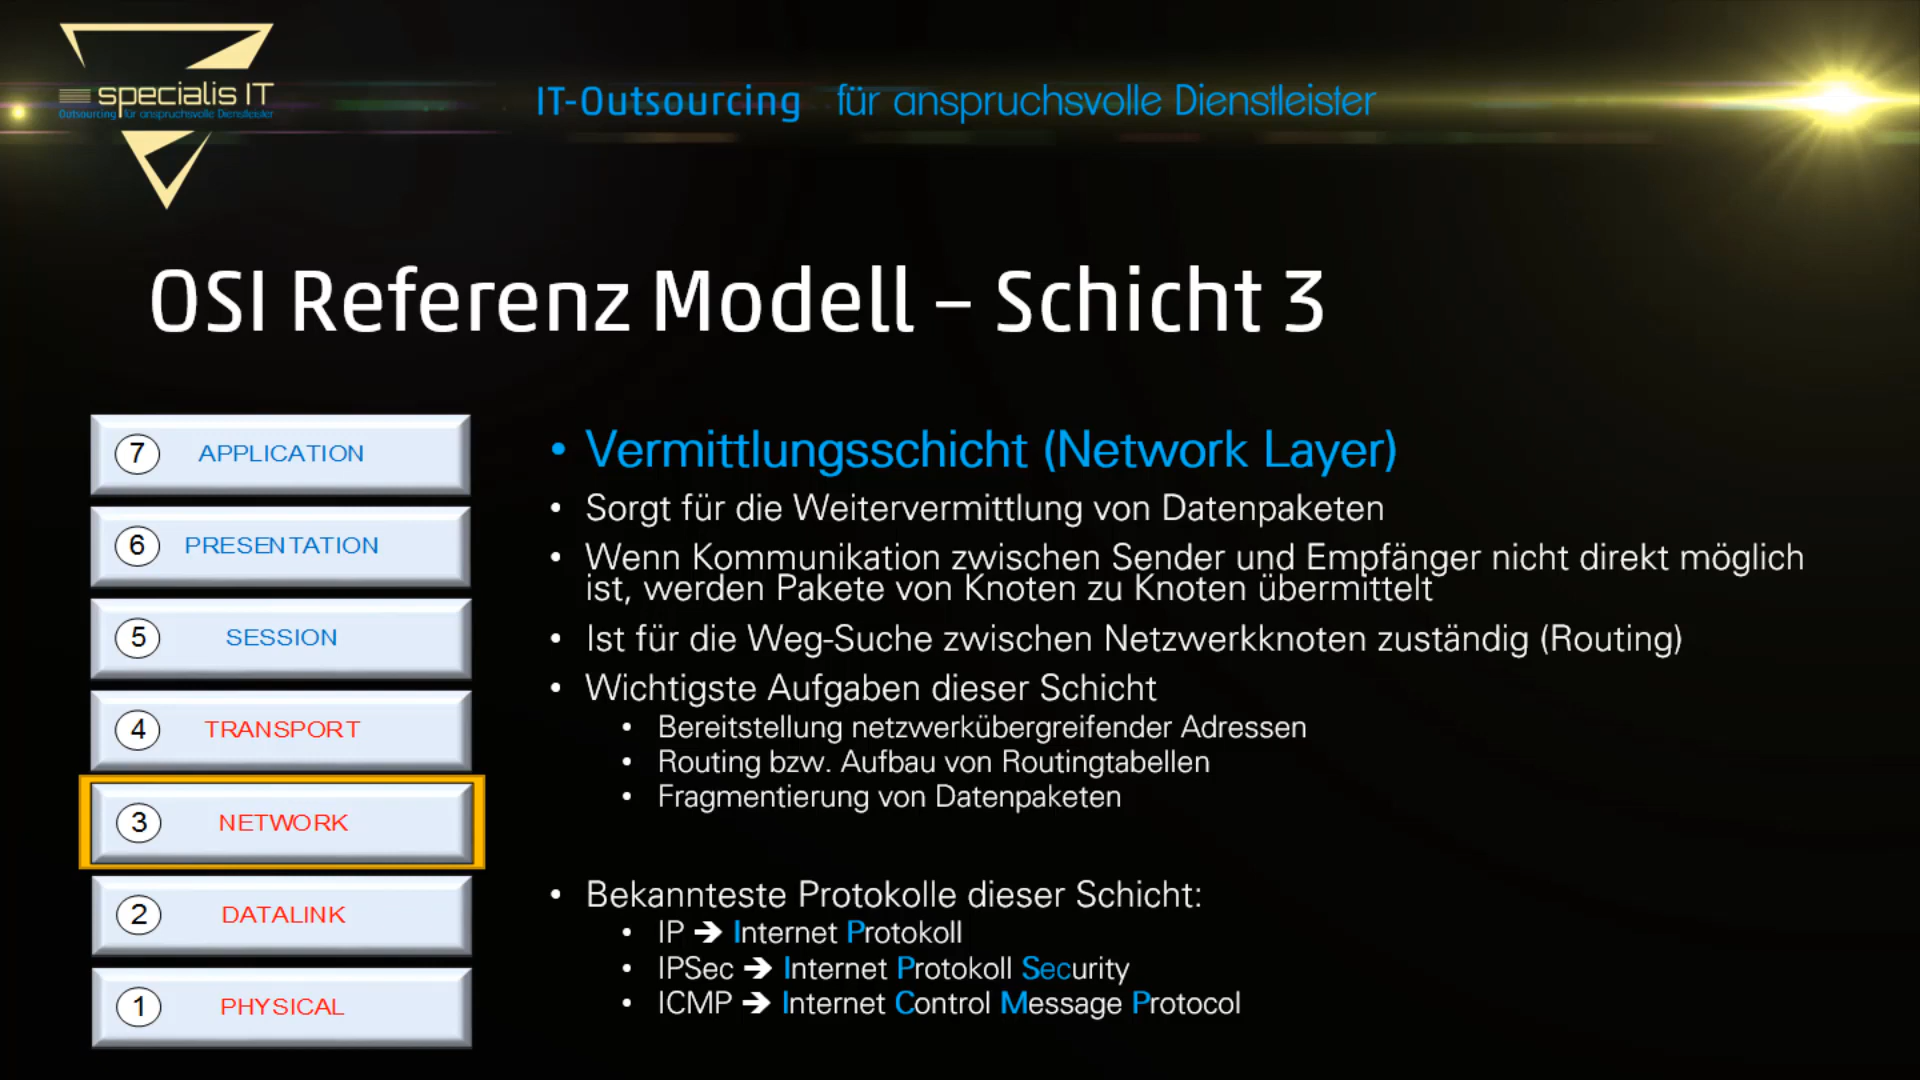 specialis IT
Outsourcing für anspruchsvolle Dienstleister
IT-Outsourcing für anspruchsvolle Dienstleister
OSI Referenz Modell – Schicht 3
7 APPLICATION
6 PRESENTATION
5 SESSION
4 TRANSPORT
3 NETWORK
2 DATALINK
1 PHYSICAL
• Vermittlungsschicht (Network Layer)
• Sorgt für die Weitervermittlung von Datenpaketen
• Wenn Kommunikation zwischen Sender und Empfänger nicht direkt möglich
ist, werden Pakete von Knoten zu Knoten übermittelt
• Ist für die Weg-Suche zwischen Netzwerkknoten zuständig (Routing)
• Wichtigste Aufgaben dieser Schicht
• Bereitstellung netzwerkübergreifender Adressen
• Routing bzw. Aufbau von Routingtabellen
• Fragmentierung von Datenpaketen
• Bekannteste Protokolle dieser Schicht:
• IP ➔ Internet Protokoll
• IPSec ➔ Internet Protokoll Security
• ICMP ➔ Internet Control Message Protocol